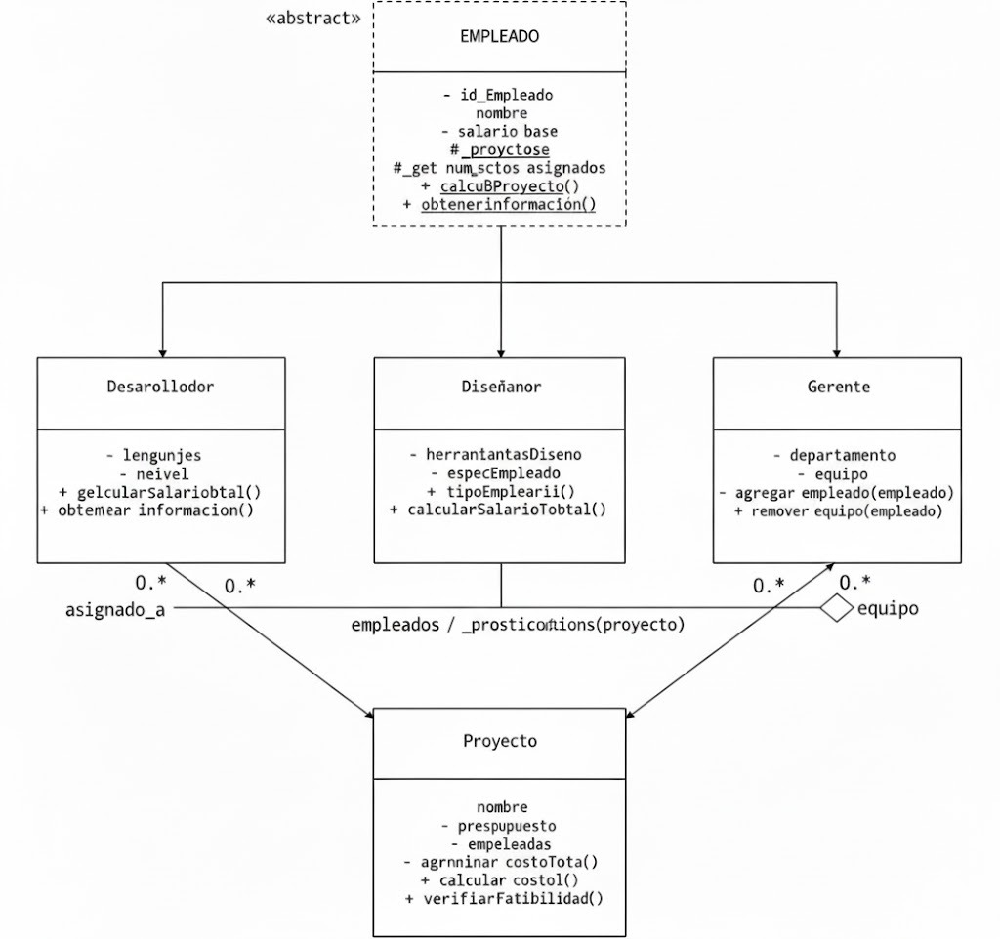 «abstract»
EMPLEADO
- id_Empleado
nombre
- salario base
# _proyctose
#_get num_sctos asignados
+ calcuBProyecto()
+ obtenerinformación()
Desarollodor
- lengunjes
- neivel
+ gelcularSalariobtal()
+ obtemear informacion()
Diseñanor
- herrantantasDiseno
- especEmpleado
+ tipoEmplearii()
+ calcularSalarioTobtal()
Gerente
- departamento
- equipo
- agregar empleado(empleado)
+ remover equipo(empleado)
0.*
0.*
0.*
0.*
asignado_a
equipo
empleados / (proyecto)
Proyecto
nombre
- prespupuesto
- empeleadas
- agrnninar costoTota()
+ calcular costol()
+ verifiarFatibilidad()